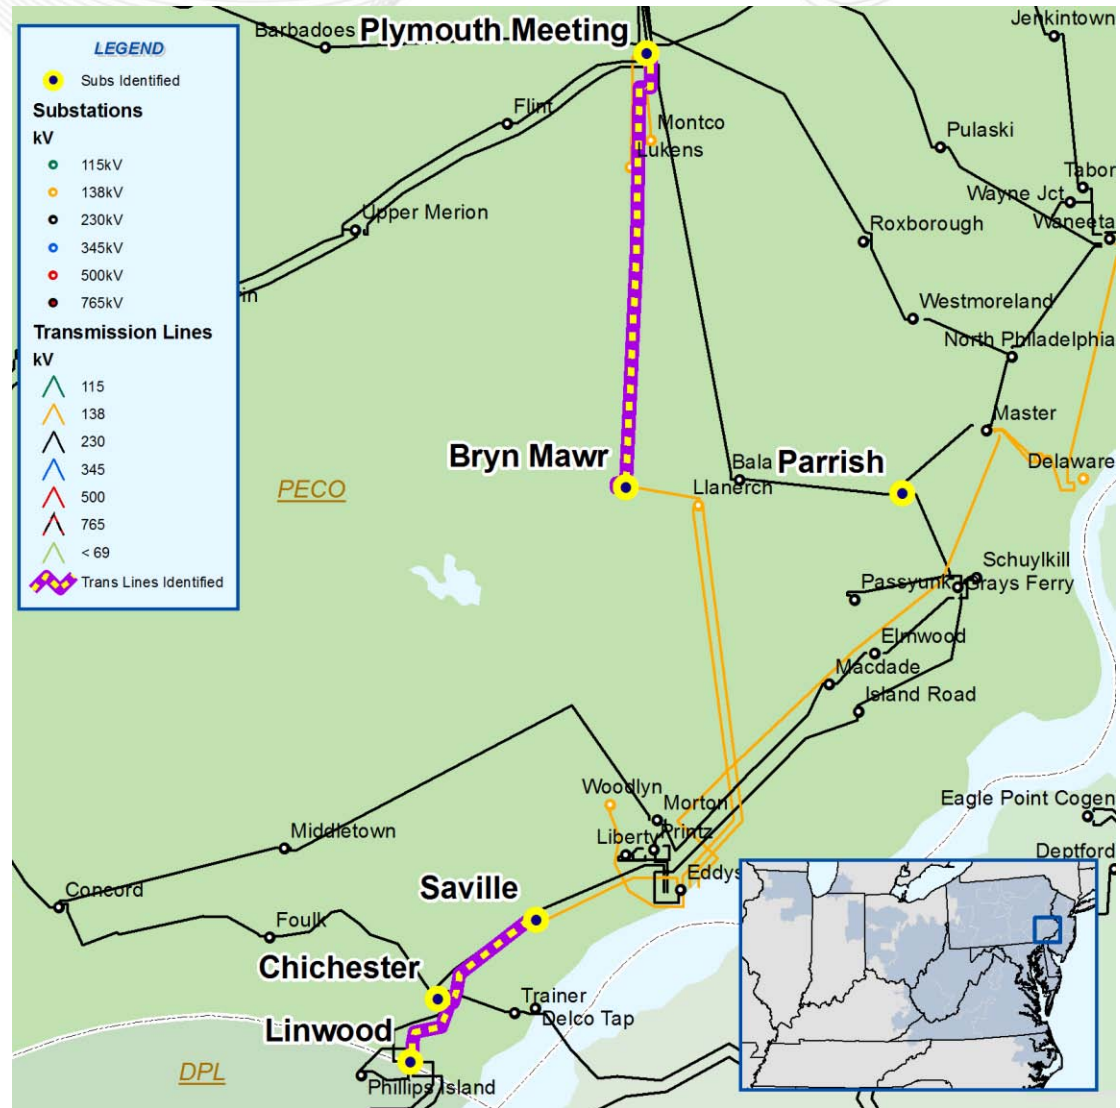 LEGEND
Subs Identified
Substations
kV
115kV
138kV
230kV
345kV
500kV
765kV
Transmission Lines
kV
115
138
230
345
500
765
< 69
Trans Lines Identified
Barbadoes
Plymouth Meeting
Jenkintown
Flint
Montco
Lukens
Pulaski
Tabor
Wayne Jct
Waneeta
Upper Merion
Roxborough
in
Westmoreland
North Philadelphia
Master
Bryn Mawr
Bala
Parrish
Delaware
Llanerch
PECO
Schuylkill
Passyunk
Grays Ferry
Elmwood
Macdade
Island Road
Woodlyn
Morton
Eagle Point Cogen
Middletown
Liberty
Printz
Deptford
Concord
Saville
Eddys
Foulk
Chichester
Trainer
Delco Tap
Linwood
DPL
Phillips Island